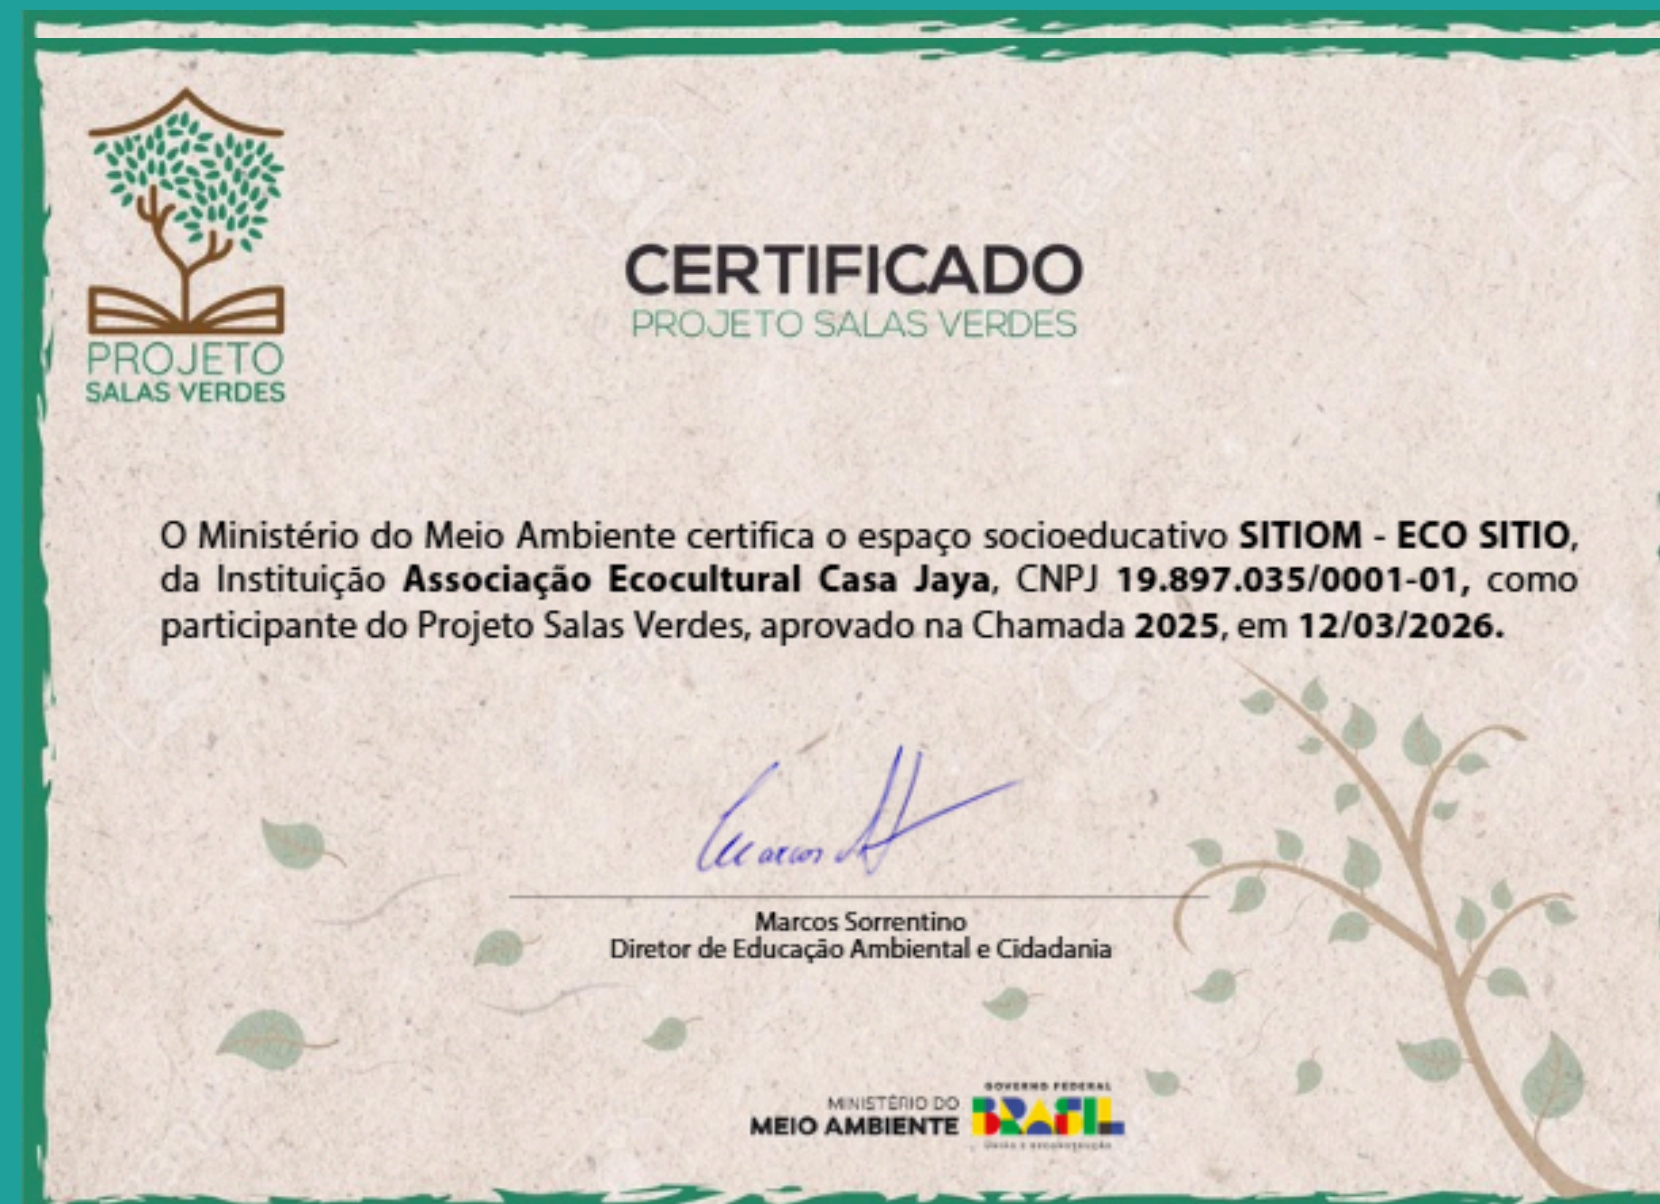 CERTIFICADO
PROJETO SALAS VERDES
PROJETO
SALAS VERDES
O Ministério do Meio Ambiente certifica o espaço socioeducativo SITIOM - ECO SITIO,
da Instituição Associação Ecocultural Casa Jaya, CNPJ 19.897.035/0001-01, como
participante do Projeto Salas Verdes, aprovado na Chamada 2025, em 12/03/2026.
Marcos
Marcos Sorrentino
Diretor de Educação Ambiental e Cidadania
MINISTÉRIO DO
MEIO AMBIENTE
GOVERNO FEDERAL
BRASIL
UNIÃO E RECONSTRUÇÃO